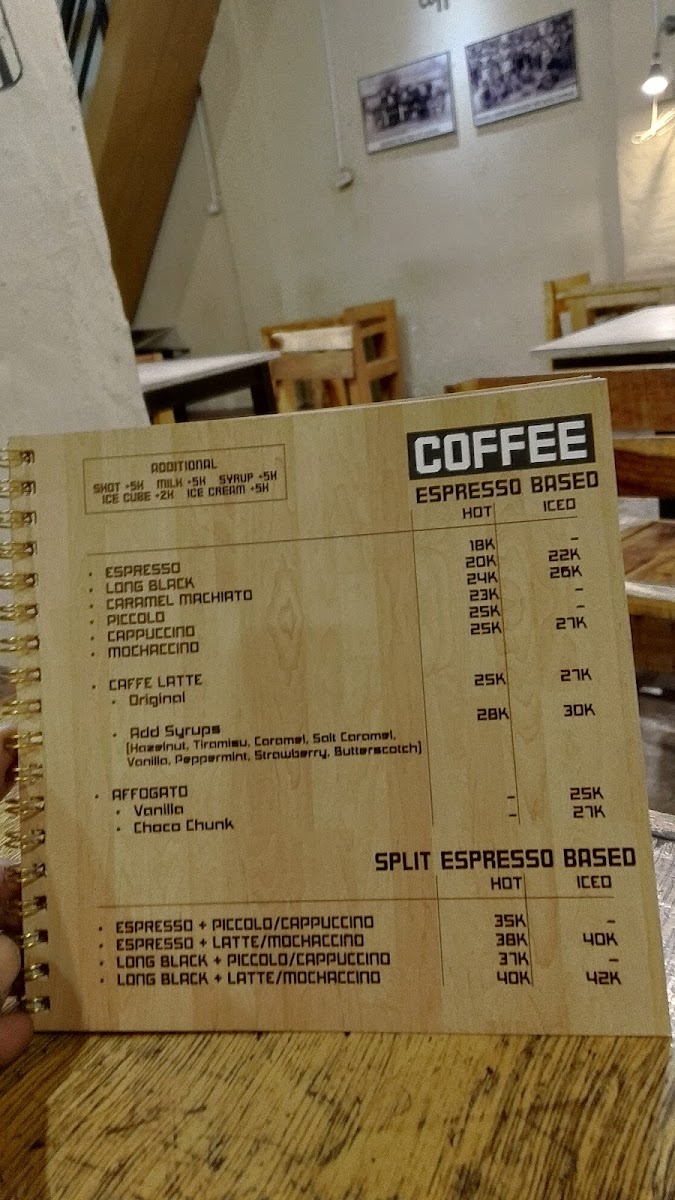 COFFEE
ADDITIONAL
SHOT +5K MILK +5K SYRUP +5K
ICE CUBE +2K ICE CREAM +5K
ESPRESSO BASED
HOT ICED
• ESPRESSO 18K -
• LONG BLACK 20K 22K
• CARAMEL MACHIATO 24K 26K
• PICCOLO 23K -
• CAPPUCCINO 25K -
• MOCHACCINO 25K 27K
• CAFFE LATTE
• Original 25K 27K
• Add Syrups 28K 30K
(Hazelnut, Tiramisu, Caramel, Salt Caramel,
Vanilla, Peppermint, Strawberry, Butterscotch)
• AFFOGATO
• Vanilla - 25K
• Choco Chunk - 27K
SPLIT ESPRESSO BASED
HOT ICED
• ESPRESSO + PICCOLO/CAPPUCCINO 35K -
• ESPRESSO + LATTE/MOCHACCINO 38K 40K
• LONG BLACK + PICCOLO/CAPPUCCINO 37K -
• LONG BLACK + LATTE/MOCHACCINO 40K 42K